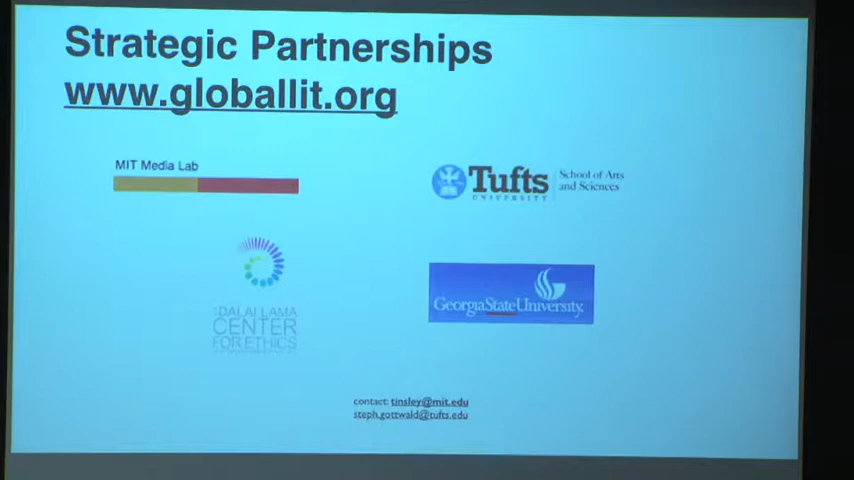 Strategic Partnerships
www.globallit.org
MIT Media Lab
Tufts
UNIVERSITY
School of Arts
and Sciences
THE DALAI LAMA
CENTER
FOR ETHICS
GeorgiaStateUniversity
contact: tinsley@mit.edu
steph.gottwald@tufts.edu